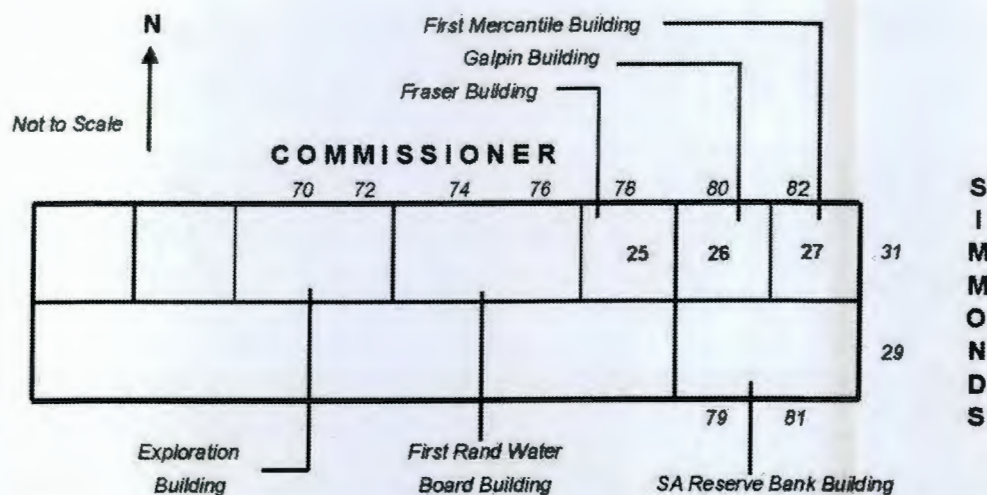 N
First Mercantile Building
Galpin Building
Fraser Building
Not to Scale
COMMISSIONER
70 72 74 76 78 80 82
25 26 27 31
29
SIMMONDS
79 81
Exploration
Building
First Rand Water
Board Building
SA Reserve Bank Building